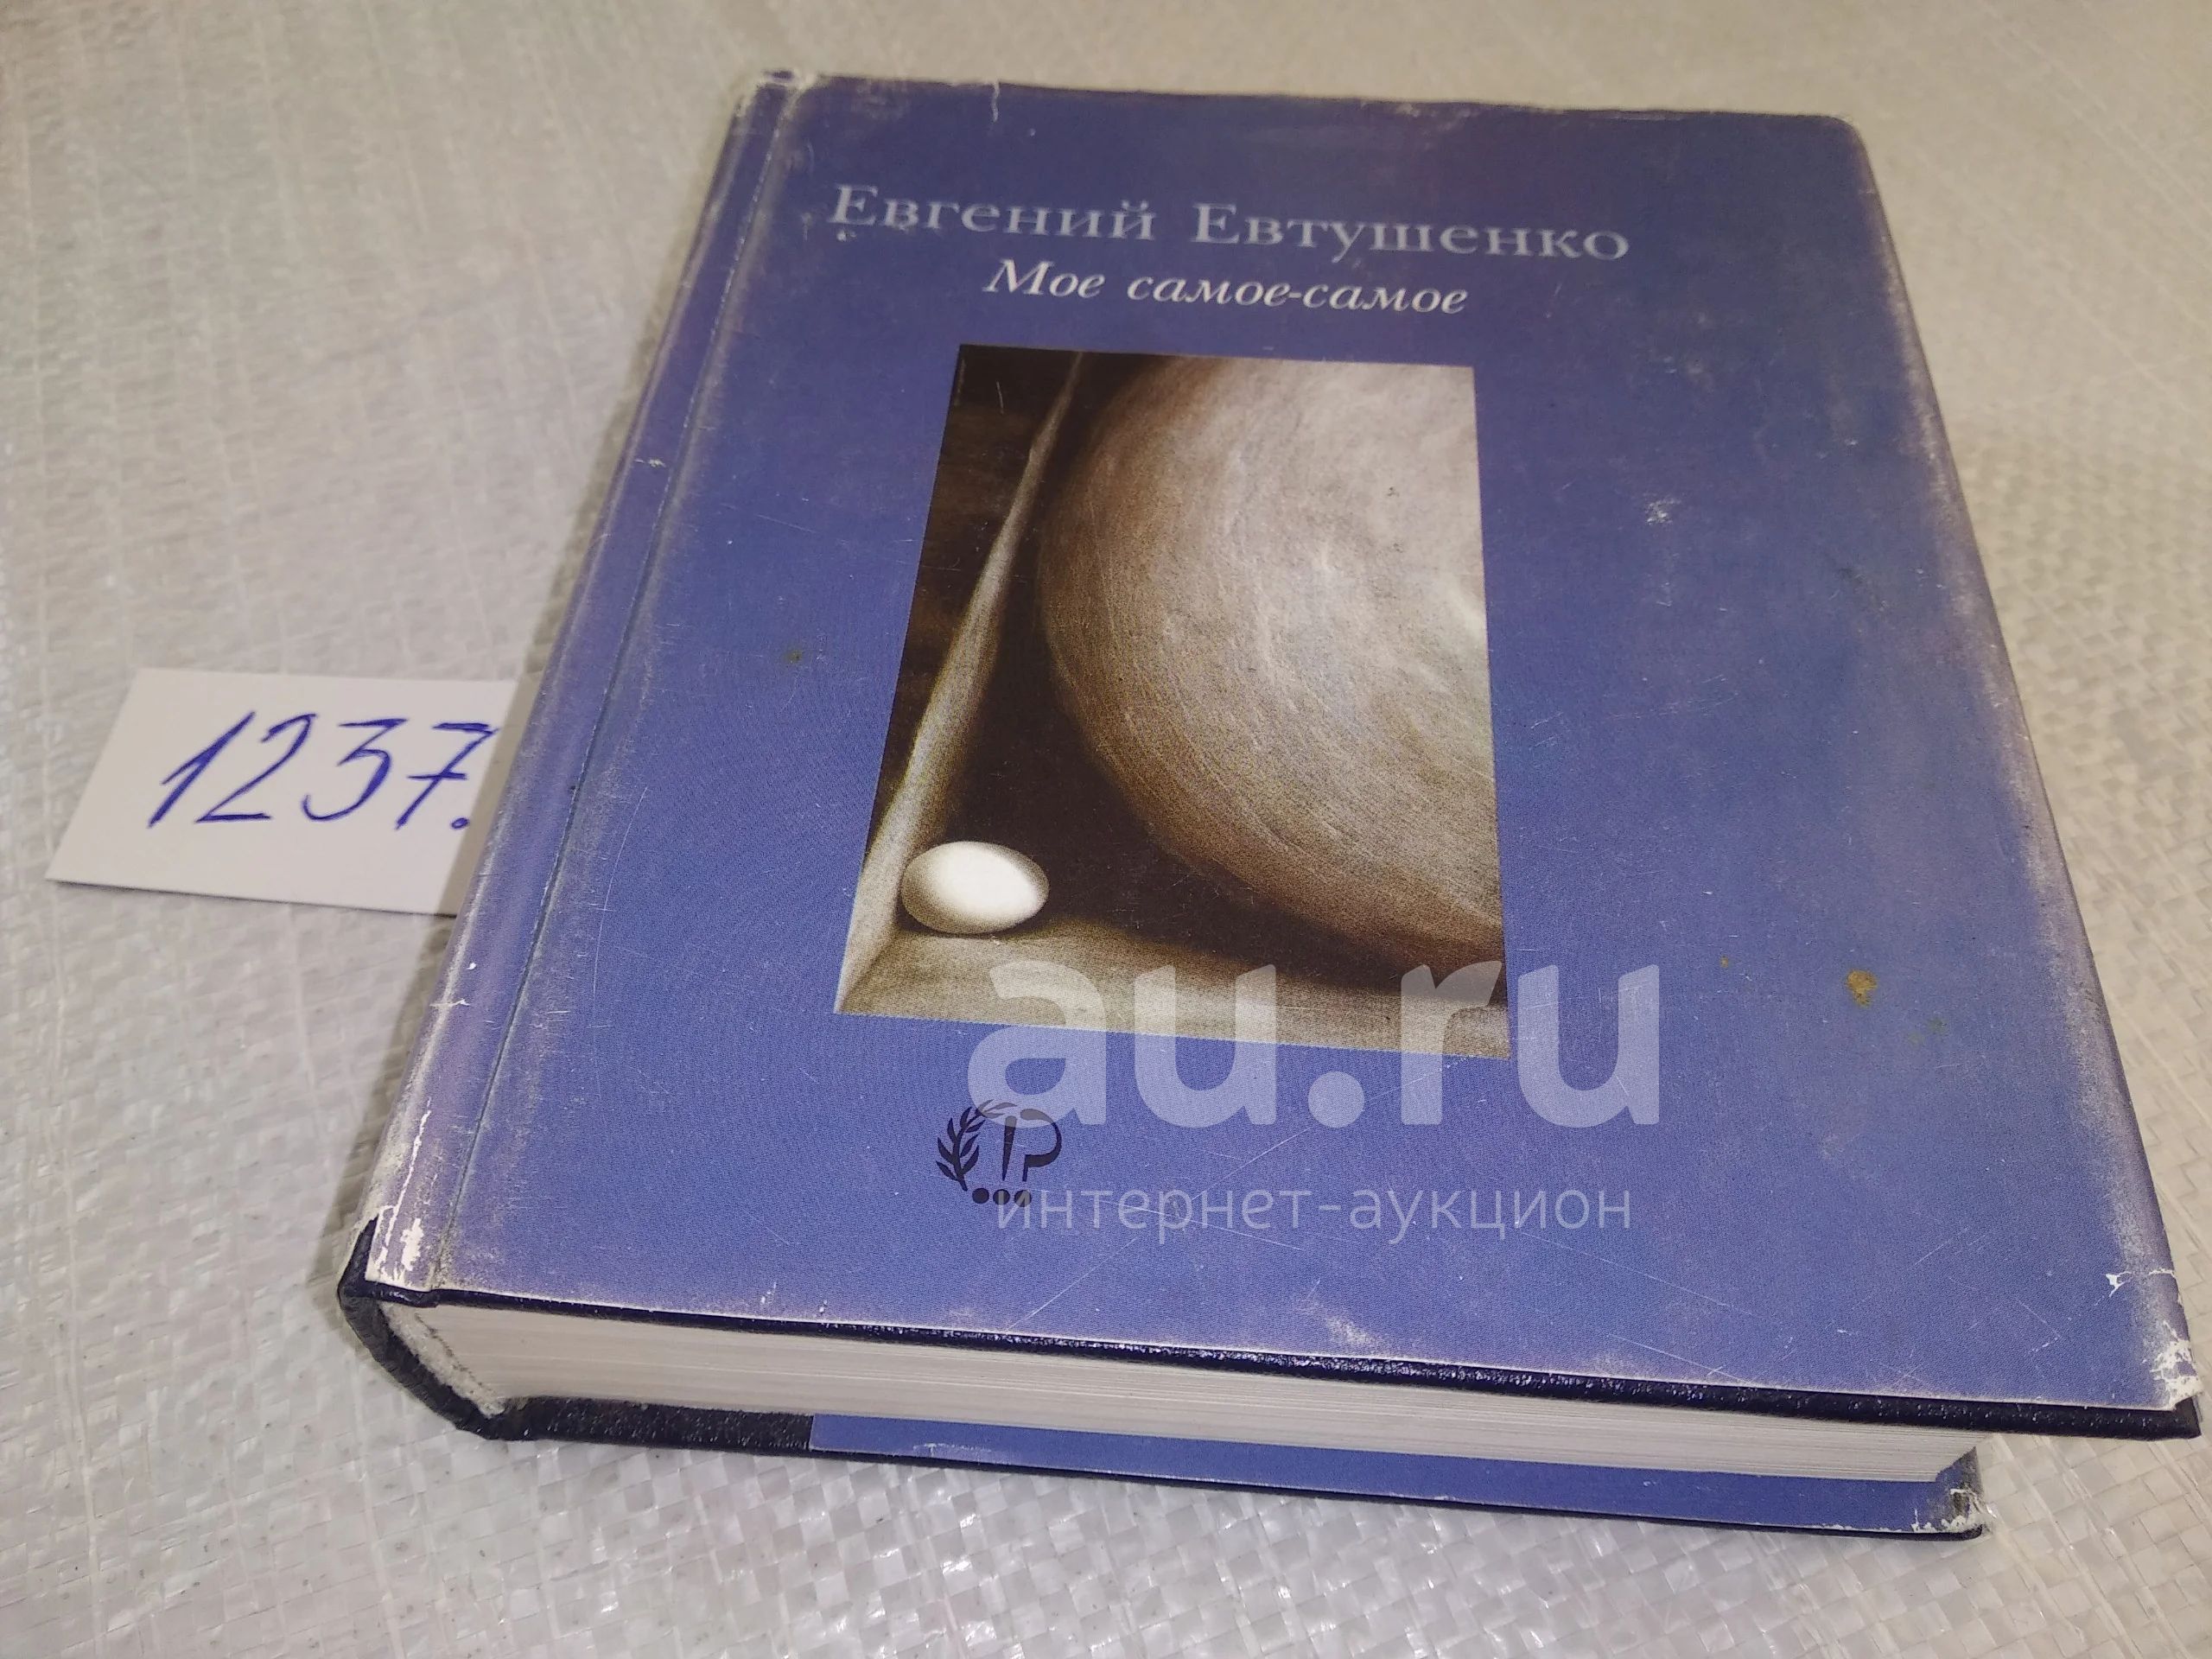 Евгений Евтушенко
Мое самое-самое
1237.
au.ru
интернет-аукцион